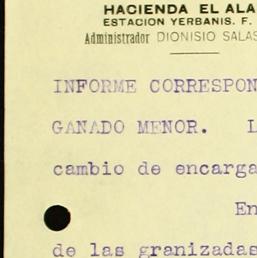 HACIENDA EL ALA
ESTACION YERBANIS. F.
Administrador DIONISIO SALAS
INFORME CORRESPON
GANADO MENOR. L
cambio de encarga
En
de las granizadas